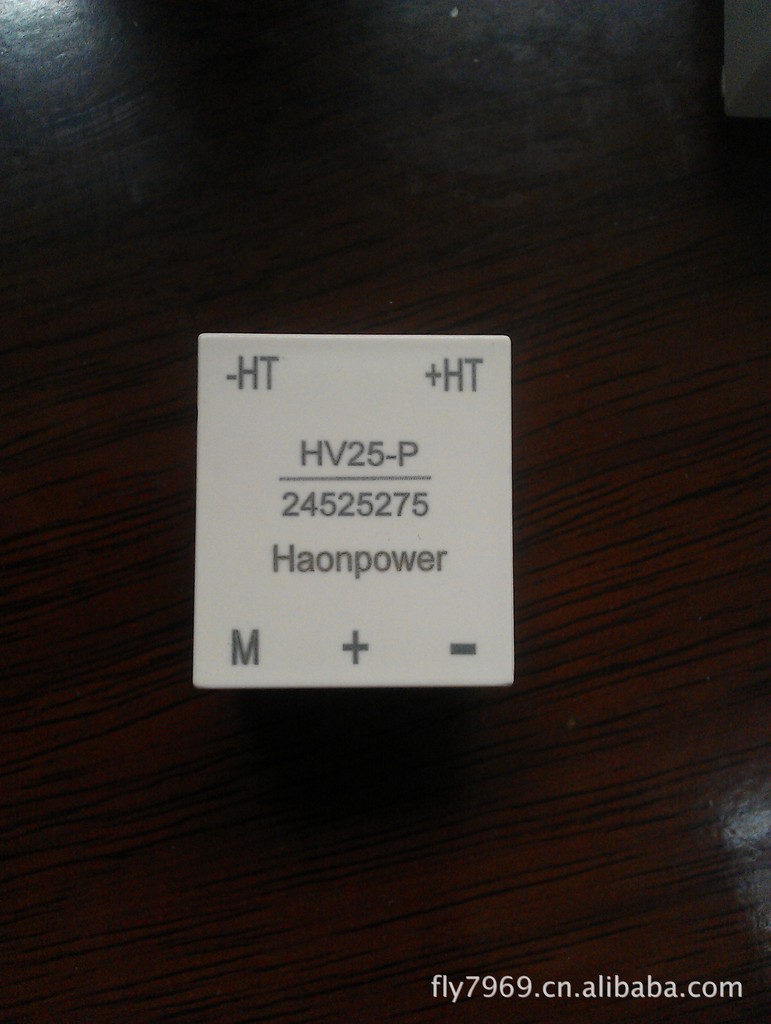 -HT +HT
HV25-P
24525275
Haonpower
M + -
fly7969.cn.alibaba.com